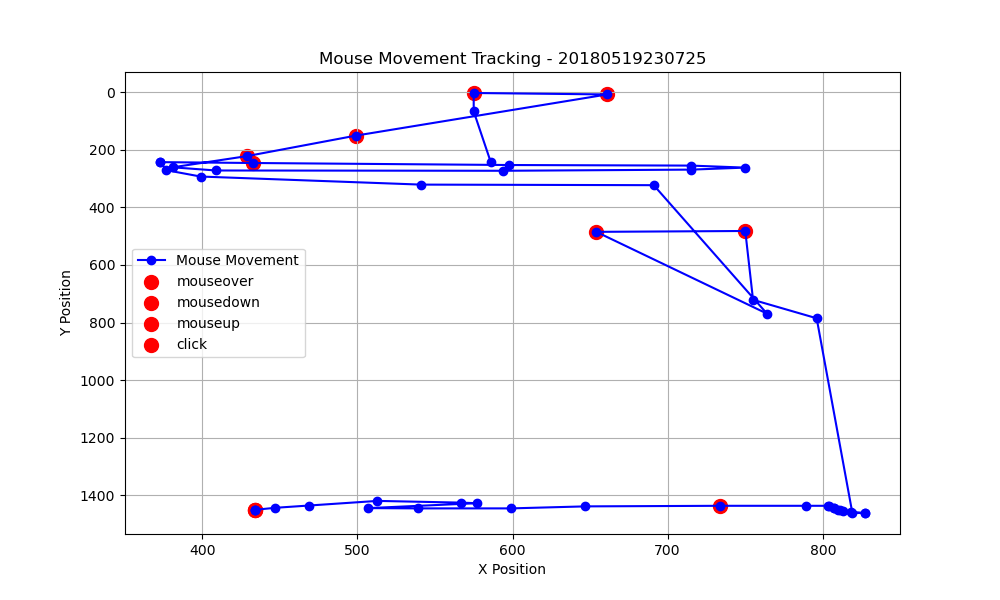 Mouse Movement Tracking - 20180519230725
0
200
400
600
800
1000
1200
1400
Y Position
Mouse Movement
mouseover
mousedown
mouseup
click
400
500
600
700
800
X Position